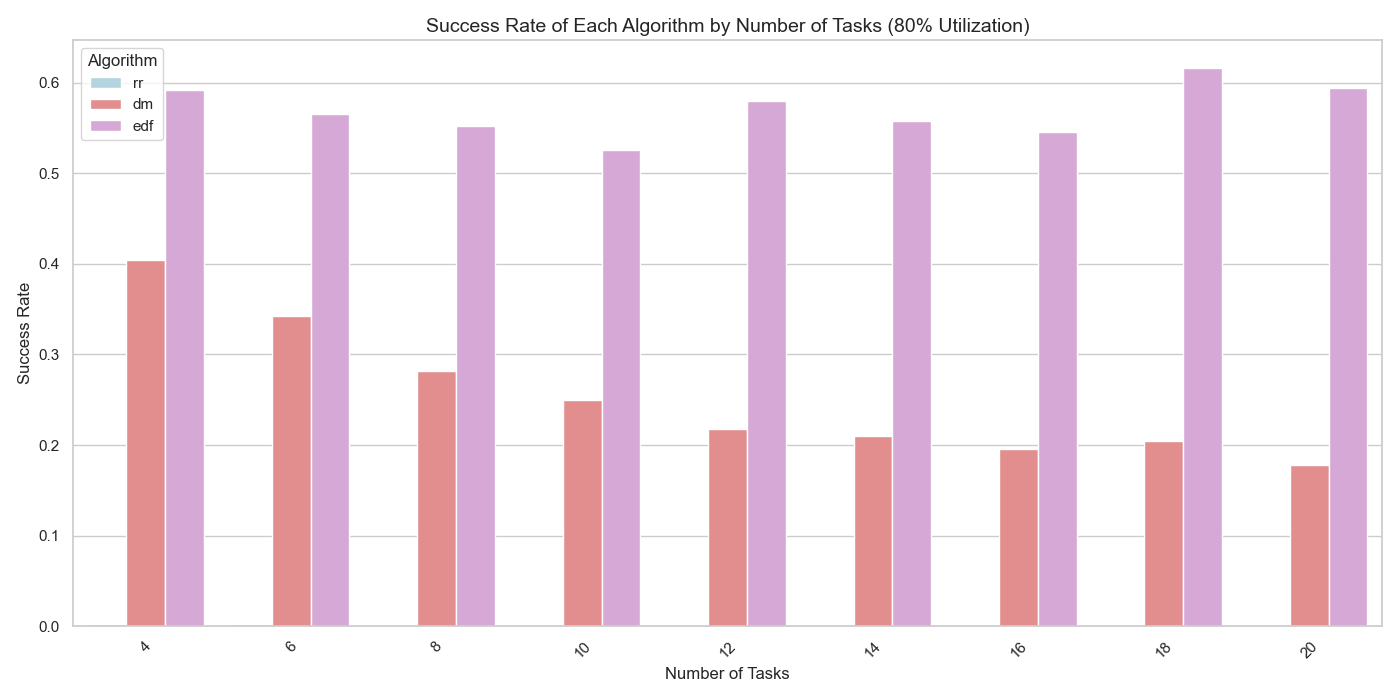 Success Rate of Each Algorithm by Number of Tasks (80% Utilization)
Algorithm
rr
dm
edf
Success Rate
0.6
0.5
0.4
0.3
0.2
0.1
0.0
4 6 8 10 12 14 16 18 20
Number of Tasks